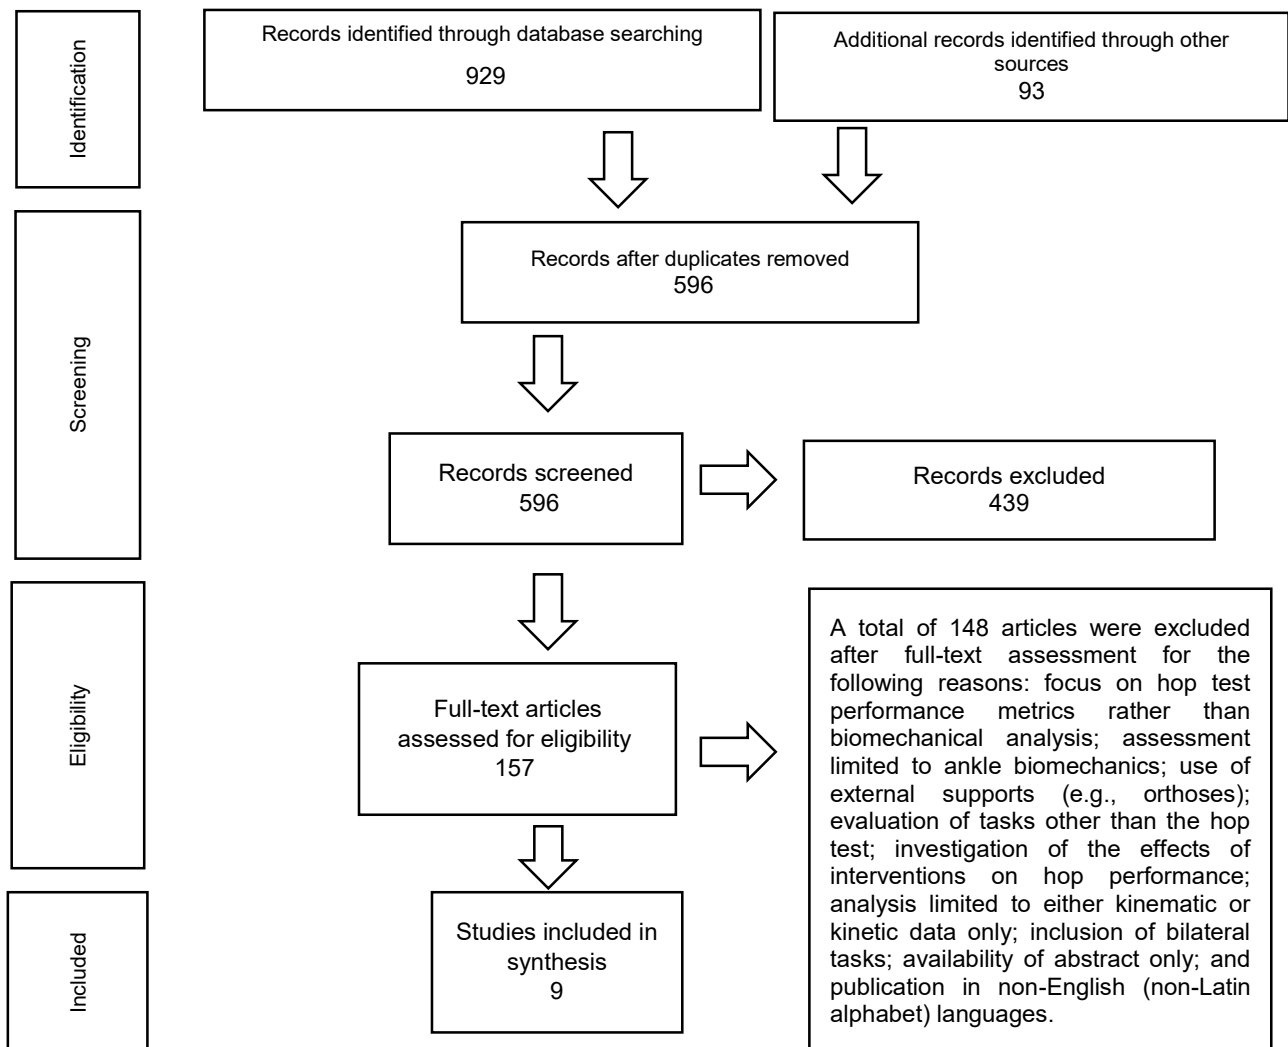 Identification
Records identified through database searching
929
Additional records identified through other
sources
93
Screening
Records after duplicates removed
596
Records screened
596
Records excluded
439
Eligibility
Full-text articles
assessed for eligibility
157
A total of 148 articles were excluded
after full-text assessment for the
following reasons: focus on hop test
performance metrics rather than
biomechanical analysis; assessment
limited to ankle biomechanics; use of
external supports (e.g., orthoses);
evaluation of tasks other than the hop
test; investigation of the effects of
interventions on hop performance;
analysis limited to either kinematic or
kinetic data only; inclusion of bilateral
tasks; availability of abstract only; and
publication in non-English (non-Latin
alphabet) languages.
Included
Studies included in
synthesis
9